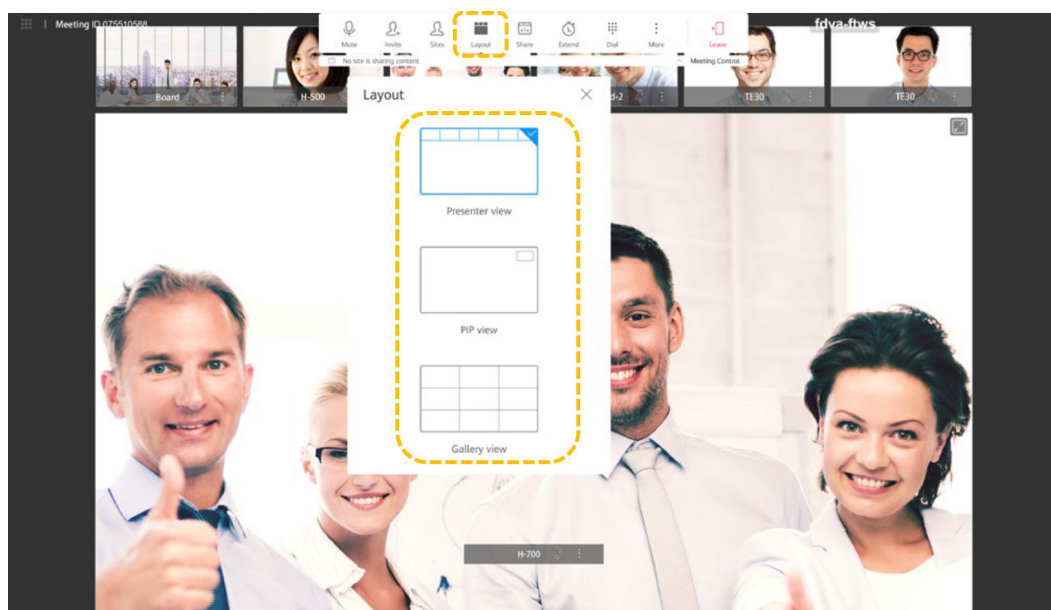 Meeting ID 075510588
fdva-ftws
Mute
Invite
Sites
Layout
Share
Extend
Dial
More
Leave
No site is sharing content.
Meeting Control
Board
H-500
d-2
TE30
TE30
Layout
Presenter view
PiP view
Gallery view
H-700